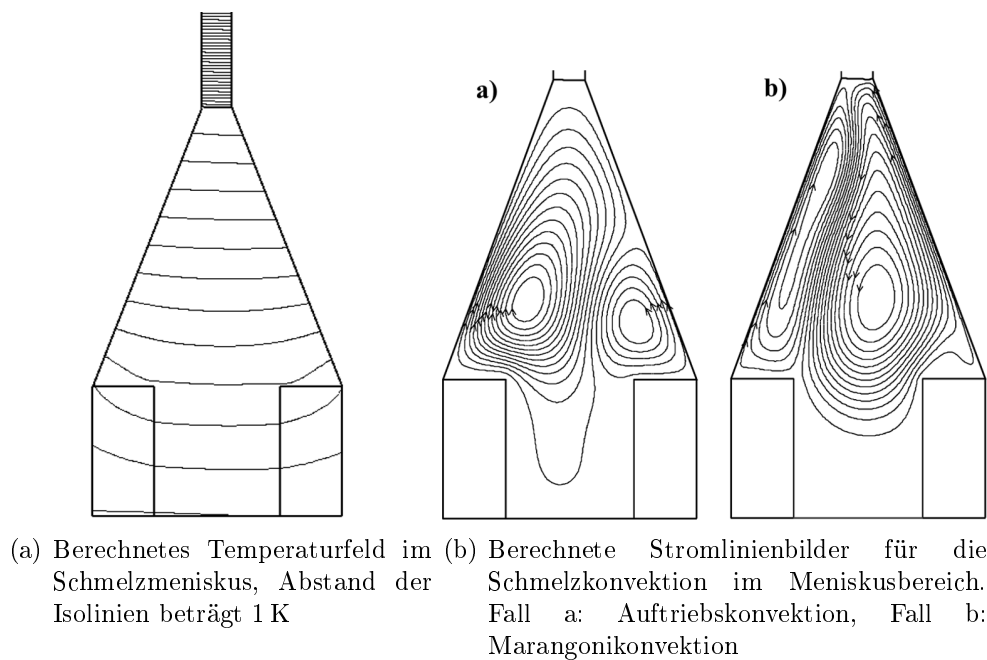 a)
b)
(a) Berechnetes Temperaturfeld im
Schmelzmeniskus, Abstand der
Isolinien beträgt 1 K
(b) Berechnete Stromlinienbilder für die
Schmelzkonvektion im Meniskusbereich.
Fall a: Auftriebskonvektion, Fall b:
Marangonikonvektion